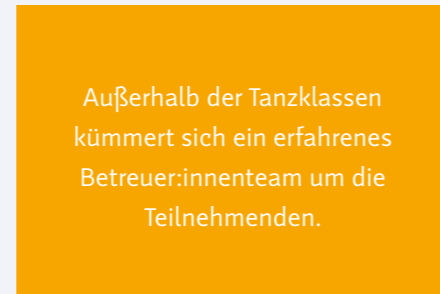 Außerhalb der Tanzklassen
kümmert sich ein erfahrenes
Betreuer:innenteam um die
Teilnehmenden.